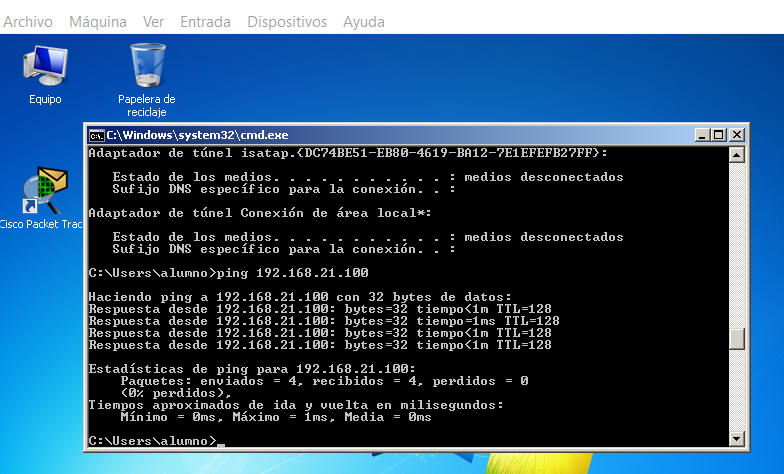 Archivo Máquina Ver Entrada Dispositivos Ayuda
Equipo
Papelera de
reciclaje
Cisco Packet Trac
C:\Windows\system32\cmd.exe
Adaptador de túnel isatap.{DC74BE51-EB80-4619-BA12-7E1EFEFB27FF}:
Estado de los medios. . . . . . . . . . . : medios desconectados
Sufijo DNS específico para la conexión. . :
Adaptador de túnel Conexión de área local*:
Estado de los medios. . . . . . . . . . . : medios desconectados
Sufijo DNS específico para la conexión. . :
C:\Users\alumno>ping 192.168.21.100
Haciendo ping a 192.168.21.100 con 32 bytes de datos:
Respuesta desde 192.168.21.100: bytes=32 tiempo<1m TTL=128
Respuesta desde 192.168.21.100: bytes=32 tiempo=1ms TTL=128
Respuesta desde 192.168.21.100: bytes=32 tiempo<1m TTL=128
Respuesta desde 192.168.21.100: bytes=32 tiempo<1m TTL=128
Estadísticas de ping para 192.168.21.100:
Paquetes: enviados = 4, recibidos = 4, perdidos = 0
(0% perdidos),
Tiempos aproximados de ida y vuelta en milisegundos:
Mínimo = 0ms, Máximo = 1ms, Media = 0ms
C:\Users\alumno>_